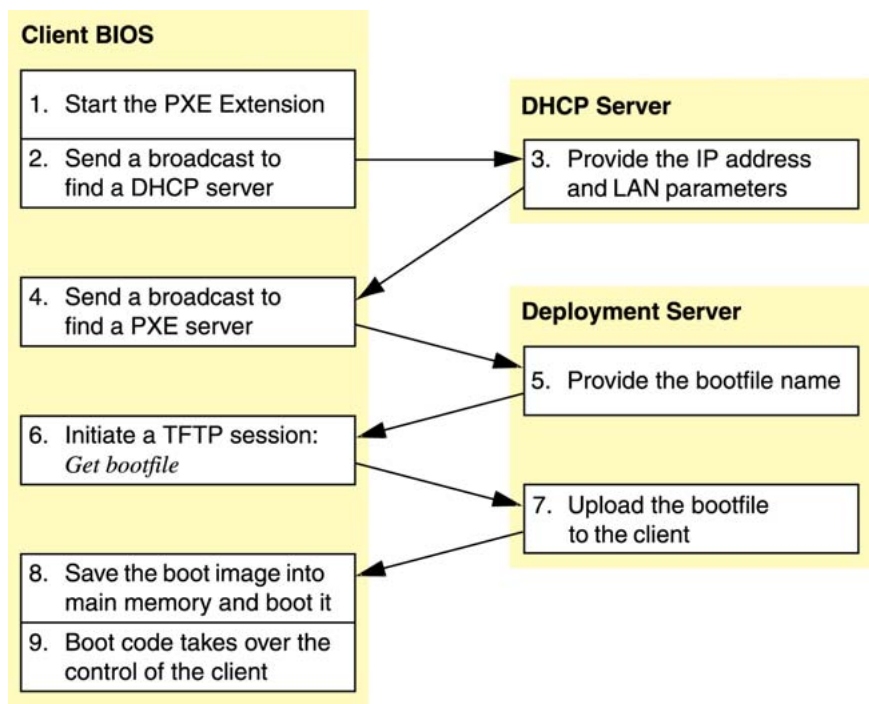 Client BIOS
1. Start the PXE Extension
2. Send a broadcast to
find a DHCP server
DHCP Server
3. Provide the IP address
and LAN parameters
4. Send a broadcast to
find a PXE server
Deployment Server
5. Provide the bootfile name
6. Initiate a TFTP session:
Get bootfile
7. Upload the bootfile
to the client
8. Save the boot image into
main memory and boot it
9. Boot code takes over the
control of the client